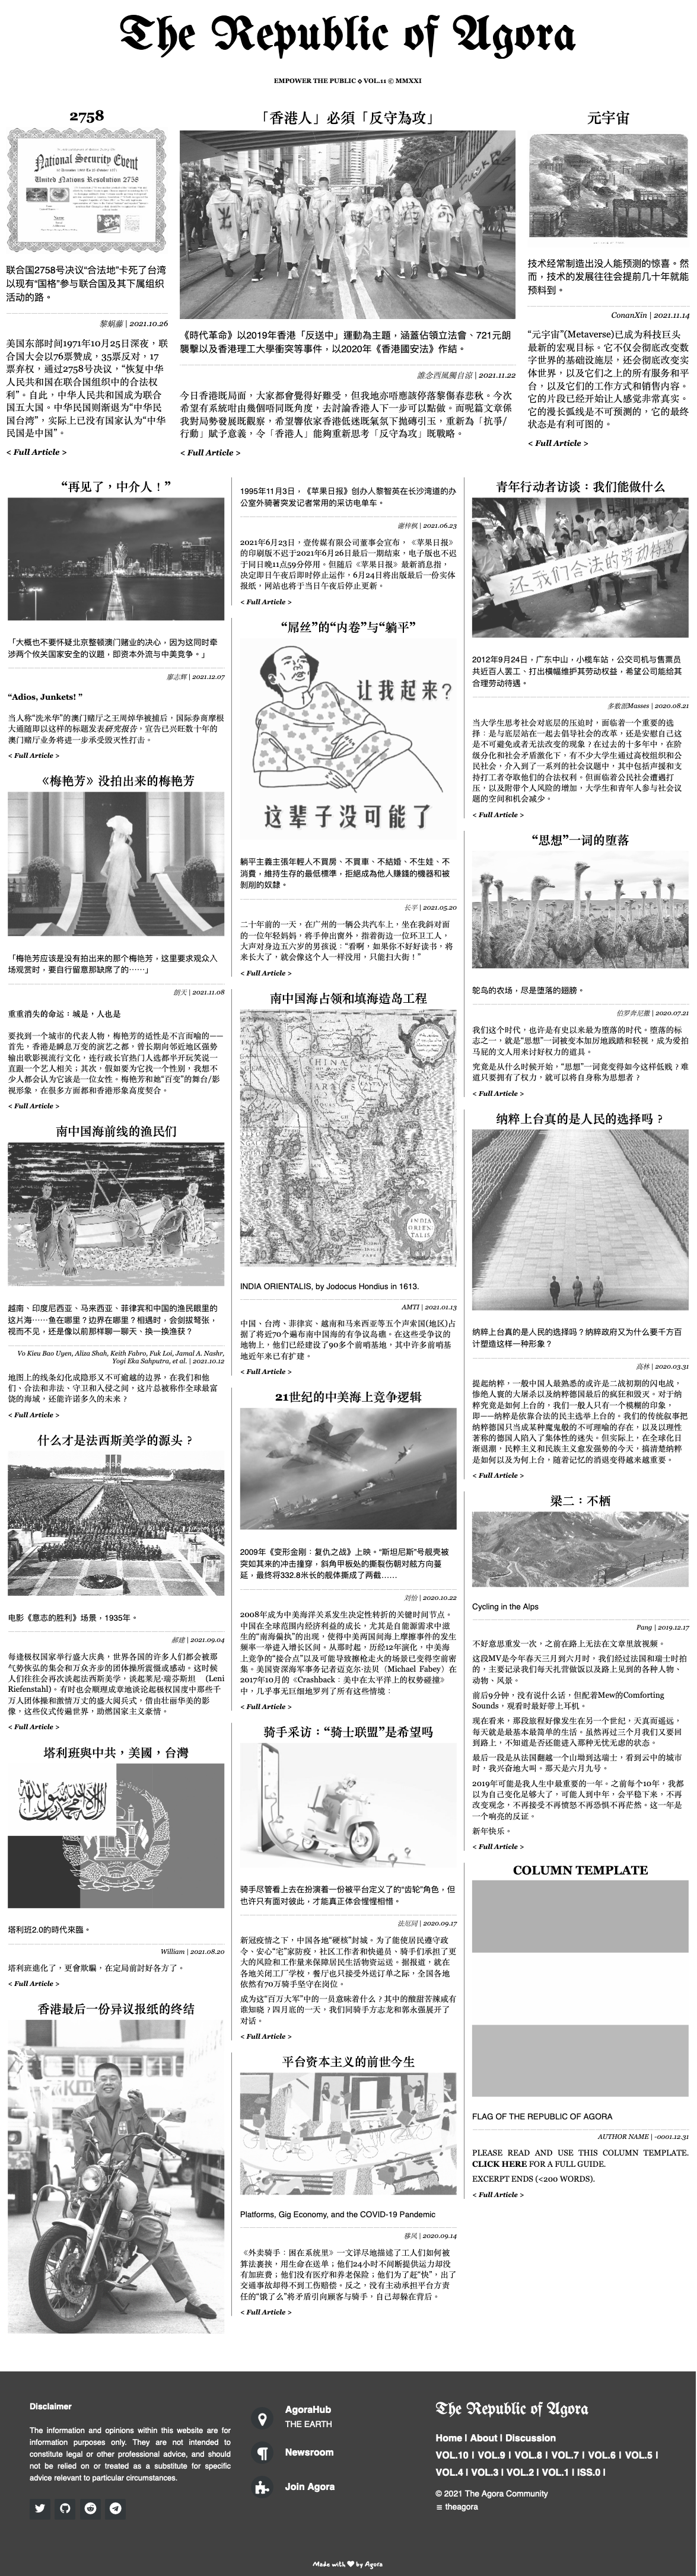 The Republic of Agora
EMPOWER THE PUBLIC ◊ VOL.11 © MMXXI
2758
National Security Event
United Nations Resolution 2758
联合国2758号决议“合法地”卡死了台湾
以现有“国格”参与联合国及其下属组织
活动的路。
黎蜗藤 | 2021.10.26
美国东部时间1971年10月25日深夜，联
合国大会以76票赞成，35票反对，17
票弃权，通过2758号决议，“恢复中华
人民共和国在联合国组织中的合法权
利”。自此，中华人民共和国成为联合
国五大国。中华民国则渐退为“中华民
国台湾”，实际上已没有国家认为“中华
民国是中国”。
< Full Article >
「香港人」必須「反守為攻」
《時代革命》以2019年香港「反送中」運動為主題，涵蓋佔領立法會、721元朗
襲擊以及香港理工大學衝突等事件，以2020年《香港國安法》作結。
誰念西風獨自涼 | 2021.11.22
今日香港既局面，大家都會覺得好難受，但我地亦唔應該停落黎傷春悲秋。今次
希望有系統咁由幾個唔同既角度，去討論香港人下一步可以點做。而呢篇文章係
我對局勢發展既觀察，希望響依家香港低迷既氣氛下拋磚引玉，重新為「抗爭/
行動」賦予意義，令「香港人」能夠重新思考「反守為攻」既戰略。
< Full Article >
元宇宙
技术经常制造出没人能预测的惊喜。然
而，技术的发展往往会提前几十年就能
预料到。
ConanXin | 2021.11.14
“元宇宙”(Metaverse)已成为科技巨头
最新的宏观目标。它不仅会彻底改变数
字世界的基础设施层，还会彻底改变实
体世界，以及它们之上的所有服务和平
台，以及它们的工作方式和销售内容。
它的片段已经开始让人感觉非常真实。
它的漫长弧线是不可预测的，它的最终
状态是有利可图的。
< Full Article >
“再见了，中介人！”
「大概也不要怀疑北京整顿澳门赌业的决心，因为这同时牵
涉两个攸关国家安全的议题，即资本外流与中美竞争。」
廖志辉 | 2021.12.07
“Adios, Junkets! ”
当人称“洗米华”的澳门赌厅之王周焯华被捕后，国际券商摩根
大通随即以这样的标题发表研究报告，宣告已兴旺数十年的
澳门赌厅业务将进一步承受毁灭性打击。
< Full Article >
《梅艳芳》没拍出来的梅艳芳
「梅艳芳应该是没有拍出来的那个梅艳芳，这里要求观众入
场观赏时，要自行留意那缺席了的⋯⋯」
朗天 | 2021.11.08
重重消失的命运：城是，人也是
要找到一个城市的代表人物，梅艳芳的适性是不言而喻的——
首先，香港是瞬息万变的演艺之都，曾长期向邻近地区强势
输出歌影视流行文化，连行政长官热门人选都半开玩笑说一
直跟一个艺人相关；其次，假如要为它找一个性别，我想不
少人都会认为它该是一位女性。梅艳芳和她“百变”的舞台/影
视形象，在很多方面都和香港形象高度契合。
< Full Article >
南中国海前线的渔民们
越南、印度尼西亚、马来西亚、菲律宾和中国的渔民眼里的
这片海⋯⋯鱼在哪里？边界在哪里？相遇时，会剑拔弩张，
视而不见，还是像以前那样聊一聊天、换一换渔获？
Vo Kieu Bao Uyen, Aliza Shah, Keith Fabro, Fuk Loi, Jamal A. Nashr,
Yogi Eka Sahputra, et al. | 2021.10.12
地图上的线条幻化成隐形又不可逾越的边界，在我们和他
们、合法和非法、守卫和入侵之间，这片总被称作全球最富
饶的海域，还能许诺多久的未来？
< Full Article >
什么才是法西斯美学的源头？
电影《意志的胜利》场景，1935年。
郝建 | 2021.09.04
每逢极权国家举行盛大庆典，世界各国的许多人们都会被那
气势恢弘的集会和万众齐步的团体操所震慑或感动。这时候
人们往往会再次谈起法西斯美学，谈起莱尼·瑞芬斯塔尔 (Leni
Riefenstahl)。有时也会顺理成章地谈论起极权国度中那些千
万人团体操和激情万丈的盛大阅兵式，借由壮丽华美的影
像，这些仪式传遍世界，助燃国家主义豪情。
< Full Article >
塔利班與中共，美國，台灣
塔利班2.0的時代來臨。
William | 2021.08.20
塔利班進化了，更會欺騙，在定局前討好各方了。
< Full Article >
香港最后一份异议报纸的终结
1995年11月3日，《苹果日报》创办人黎智英在长沙湾道的办
公室外骑著突发记者常用的采访电单车。
谢梓枫 | 2021.06.23
2021年6月23日，壹传媒有限公司董事会宣布，《苹果日报》
的印刷版不迟于2021年6月26日最后一期结束，电子版也不迟
于同日晚11点59分停用。但随后《苹果日报》最新消息指，
决定即日午夜后即时停止运作，6月24日将出版最后一份实体
报纸，网站也将于当日午夜后停止更新。
< Full Article >
“屌丝”的“内卷”与“躺平”
让我起来?
这辈子没可能了
躺平主義主張年輕人不買房、不買車、不結婚、不生娃、不
消費，維持生存的最低標準，拒絕成為他人賺錢的機器和被
剝削的奴隸。
长平 | 2021.05.20
二十年前的一天，在广州的一辆公共汽车上，坐在我斜对面
的一位年轻妈妈，将手伸出窗外，指着街边一位环卫工人，
大声对身边五六岁的男孩说：“看啊，如果你不好好读书，将
来长大了，就会像这个人一样没用，只能扫大街！”
< Full Article >
南中国海占领和填海造岛工程
CHINA
INDIA
ORIEN
TALIS
INDIA ORIENTALIS, by Jodocus Hondius in 1613.
AMTI | 2021.01.13
中国、台湾、菲律宾、越南和马来西亚等五个声索国(地区)占
据了将近70个遍布南中国海的有争议岛礁。在这些受争议的
地物上，他们已经建设了90多个前哨基地，其中许多前哨基
地近年来已有扩建。
< Full Article >
21世纪的中美海上竞争逻辑
2009年《变形金刚：复仇之战》上映。“斯坦尼斯”号舰壳被
突如其来的冲击撞穿，斜角甲板处的撕裂伤朝对舷方向蔓
延，最终将332.8米长的舰体撕成了两截……
刘怡 | 2020.10.22
2008年成为中美海洋关系发生决定性转折的关键时间节点。
中国在全球范围内经济利益的成长，尤其是自能源需求中滋
生的“南海偏执”的出现，使得中美两国间海上摩擦事件的发生
频率一举进入增长区间。从那时起，历经12年演化，中美海
上竞争的“接合点”以及可能导致擦枪走火的场景已变得空前密
集。美国资深海军事务记者迈克尔·法贝（Michael Fabey）在
2017年10月的《Crashback：美中在太平洋上的权势碰撞》
中，几乎事无巨细地罗列了所有这些情境：
< Full Article >
骑手采访：“骑士联盟”是希望吗
骑手尽管看上去在扮演着一份被平台定义了的“齿轮”角色，但
也许只有面对彼此，才能真正体会惺惺相惜。
法厄同 | 2020.09.17
新冠疫情之下，中国各地“硬核”封城。为了能使居民遵守政
令、安心“宅”家防疫，社区工作者和快递员、骑手们承担了更
大的风险和工作量来保障居民生活物资运送。据报道，就在
各地关闭工厂学校，餐厅也只接受外送订单之际，全国各地
依然有70万骑手坚守在岗位。
成为这“百万大军”中的一员意味着什么？其中的酸甜苦辣咸有
谁知晓？四月底的一天，我们同骑手方志龙和郭永强展开了
对话。
< Full Article >
平台资本主义的前世今生
Platforms, Gig Economy, and the COVID-19 Pandemic
移风 | 2020.09.14
《外卖骑手：困在系统里》一文详尽地描述了工人们如何被
算法裹挟，用生命在送单；他们24小时不间断提供运力却没
有加班费；他们没有医疗和养老保险；他们为了赶“快”，出了
交通事故却得不到工伤赔偿。反之，没有主动承担平台方责
任的“饿了么”将矛盾引向顾客与骑手，自己却躲在背后。
< Full Article >
青年行动者访谈：我们能做什么
还我们合法的劳动待遇
2012年9月24日，广东中山，小榄车站，公交司机与售票员
共近百人罢工、打出横幅维护其劳动权益，希望公司能给其
合理劳动待遇。
多数派Masses | 2020.08.21
当大学生思考社会对底层的压迫时，面临着一个重要的选
择：是与底层站在一起去倡导社会的改革，还是安慰自己这
是不可避免或者无法改变的现象？在过去的十多年中，在阶
级分化和社会矛盾激化下，有不少大学生通过高校组织和公
民社会，介入到了一系列的社会议题中，其中包括声援和支
持打工者夺取他们的合法权利。但面临着公民社会遭遇打
压，以及附带个人风险的增加，大学生和青年人参与社会议
题的空间和机会减少。
< Full Article >
“思想”一词的堕落
鸵鸟的农场，尽是堕落的翅膀。
伯罗奔尼撒 | 2020.07.21
我们这个时代，也许是有史以来最为堕落的时代。堕落的标
志之一，就是“思想”一词被变本加厉地践踏和轻视，成为爱拍
马屁的文人用来讨好权力的道具。
究竟是从什么时候开始，“思想”一词竟变得如今这样低贱？难
道只要拥有了权力，就可以将自身称为思想者？
< Full Article >
纳粹上台真的是人民的选择吗？
纳粹上台真的是人民的选择吗？纳粹政府又为什么要千方百
计塑造这样一种形象？
高林 | 2020.03.31
提起纳粹，一般中国人最熟悉的或许是二战初期的闪电战，
惨绝人寰的大屠杀以及纳粹德国最后的疯狂和毁灭。对于纳
粹究竟是如何上台的，我们一般人只有一个模糊的印象，
即——纳粹是依靠合法的民主选举上台的。我们的传统叙事把
纳粹德国只当成某种魔鬼般的不可理喻的存在，以及以理性
著称的德国人陷入了集体性的迷失。但实际上，在全球化日
渐退潮，民粹主义和民族主义愈发强势的今天，搞清楚纳粹
是如何以及为何上台，随着记忆的消退变得越来越重要。
< Full Article >
梁二：不栖
Cycling in the Alps
Pang | 2019.12.17
不好意思重发一次，之前在路上无法在文章里放视频。
这段MV是今年春天三月到六月时，我们经过法国和瑞士时拍
的，主要记录我们每天扎营做饭以及路上见到的各种人物、
动物、风景。
前后9分钟，没有说什么话，但配着Mew的Comforting
Sounds，观看时最好带上耳机。
现在看来，那段旅程好像发生在另一个世纪，天真而遥远，
每天就是最基本最简单的生活。虽然再过三个月我们又要回
到路上，不知道是否还能进入那种无忧无虑的状态。
最后一段是从法国翻越一个山坳到达瑞士，看到云中的城市
时，我兴奋地大叫。那天是六月九号。
2019年可能是我人生中最重要的一年。之前每个10年，我都
以为自己变化足够大了，可能人到中年，会平稳下来，不再
改变观念，不再接受不再愤怒不再恐惧不再茫然。这一年是
一个响亮的反证。
新年快乐。
< Full Article >
COLUMN TEMPLATE
FLAG OF THE REPUBLIC OF AGORA
AUTHOR NAME | -0001.12.31
PLEASE READ AND USE THIS COLUMN TEMPLATE.
CLICK HERE FOR A FULL GUIDE.
EXCERPT ENDS (<200 WORDS).
< Full Article >
Disclaimer
The information and opinions within this website are for
information purposes only. They are not intended to
constitute legal or other professional advice, and should
not be relied on or treated as a substitute for specific
advice relevant to particular circumstances.
AgoraHub
THE EARTH
Newsroom
Join Agora
The Republic of Agora
Home | About | Discussion
VOL.10 | VOL.9 | VOL.8 | VOL.7 | VOL.6 | VOL.5 |
VOL.4 | VOL.3 | VOL.2 | VOL.1 | ISS.0 |
© 2021 The Agora Community
≡ theagora
Made with ♥ by Agora